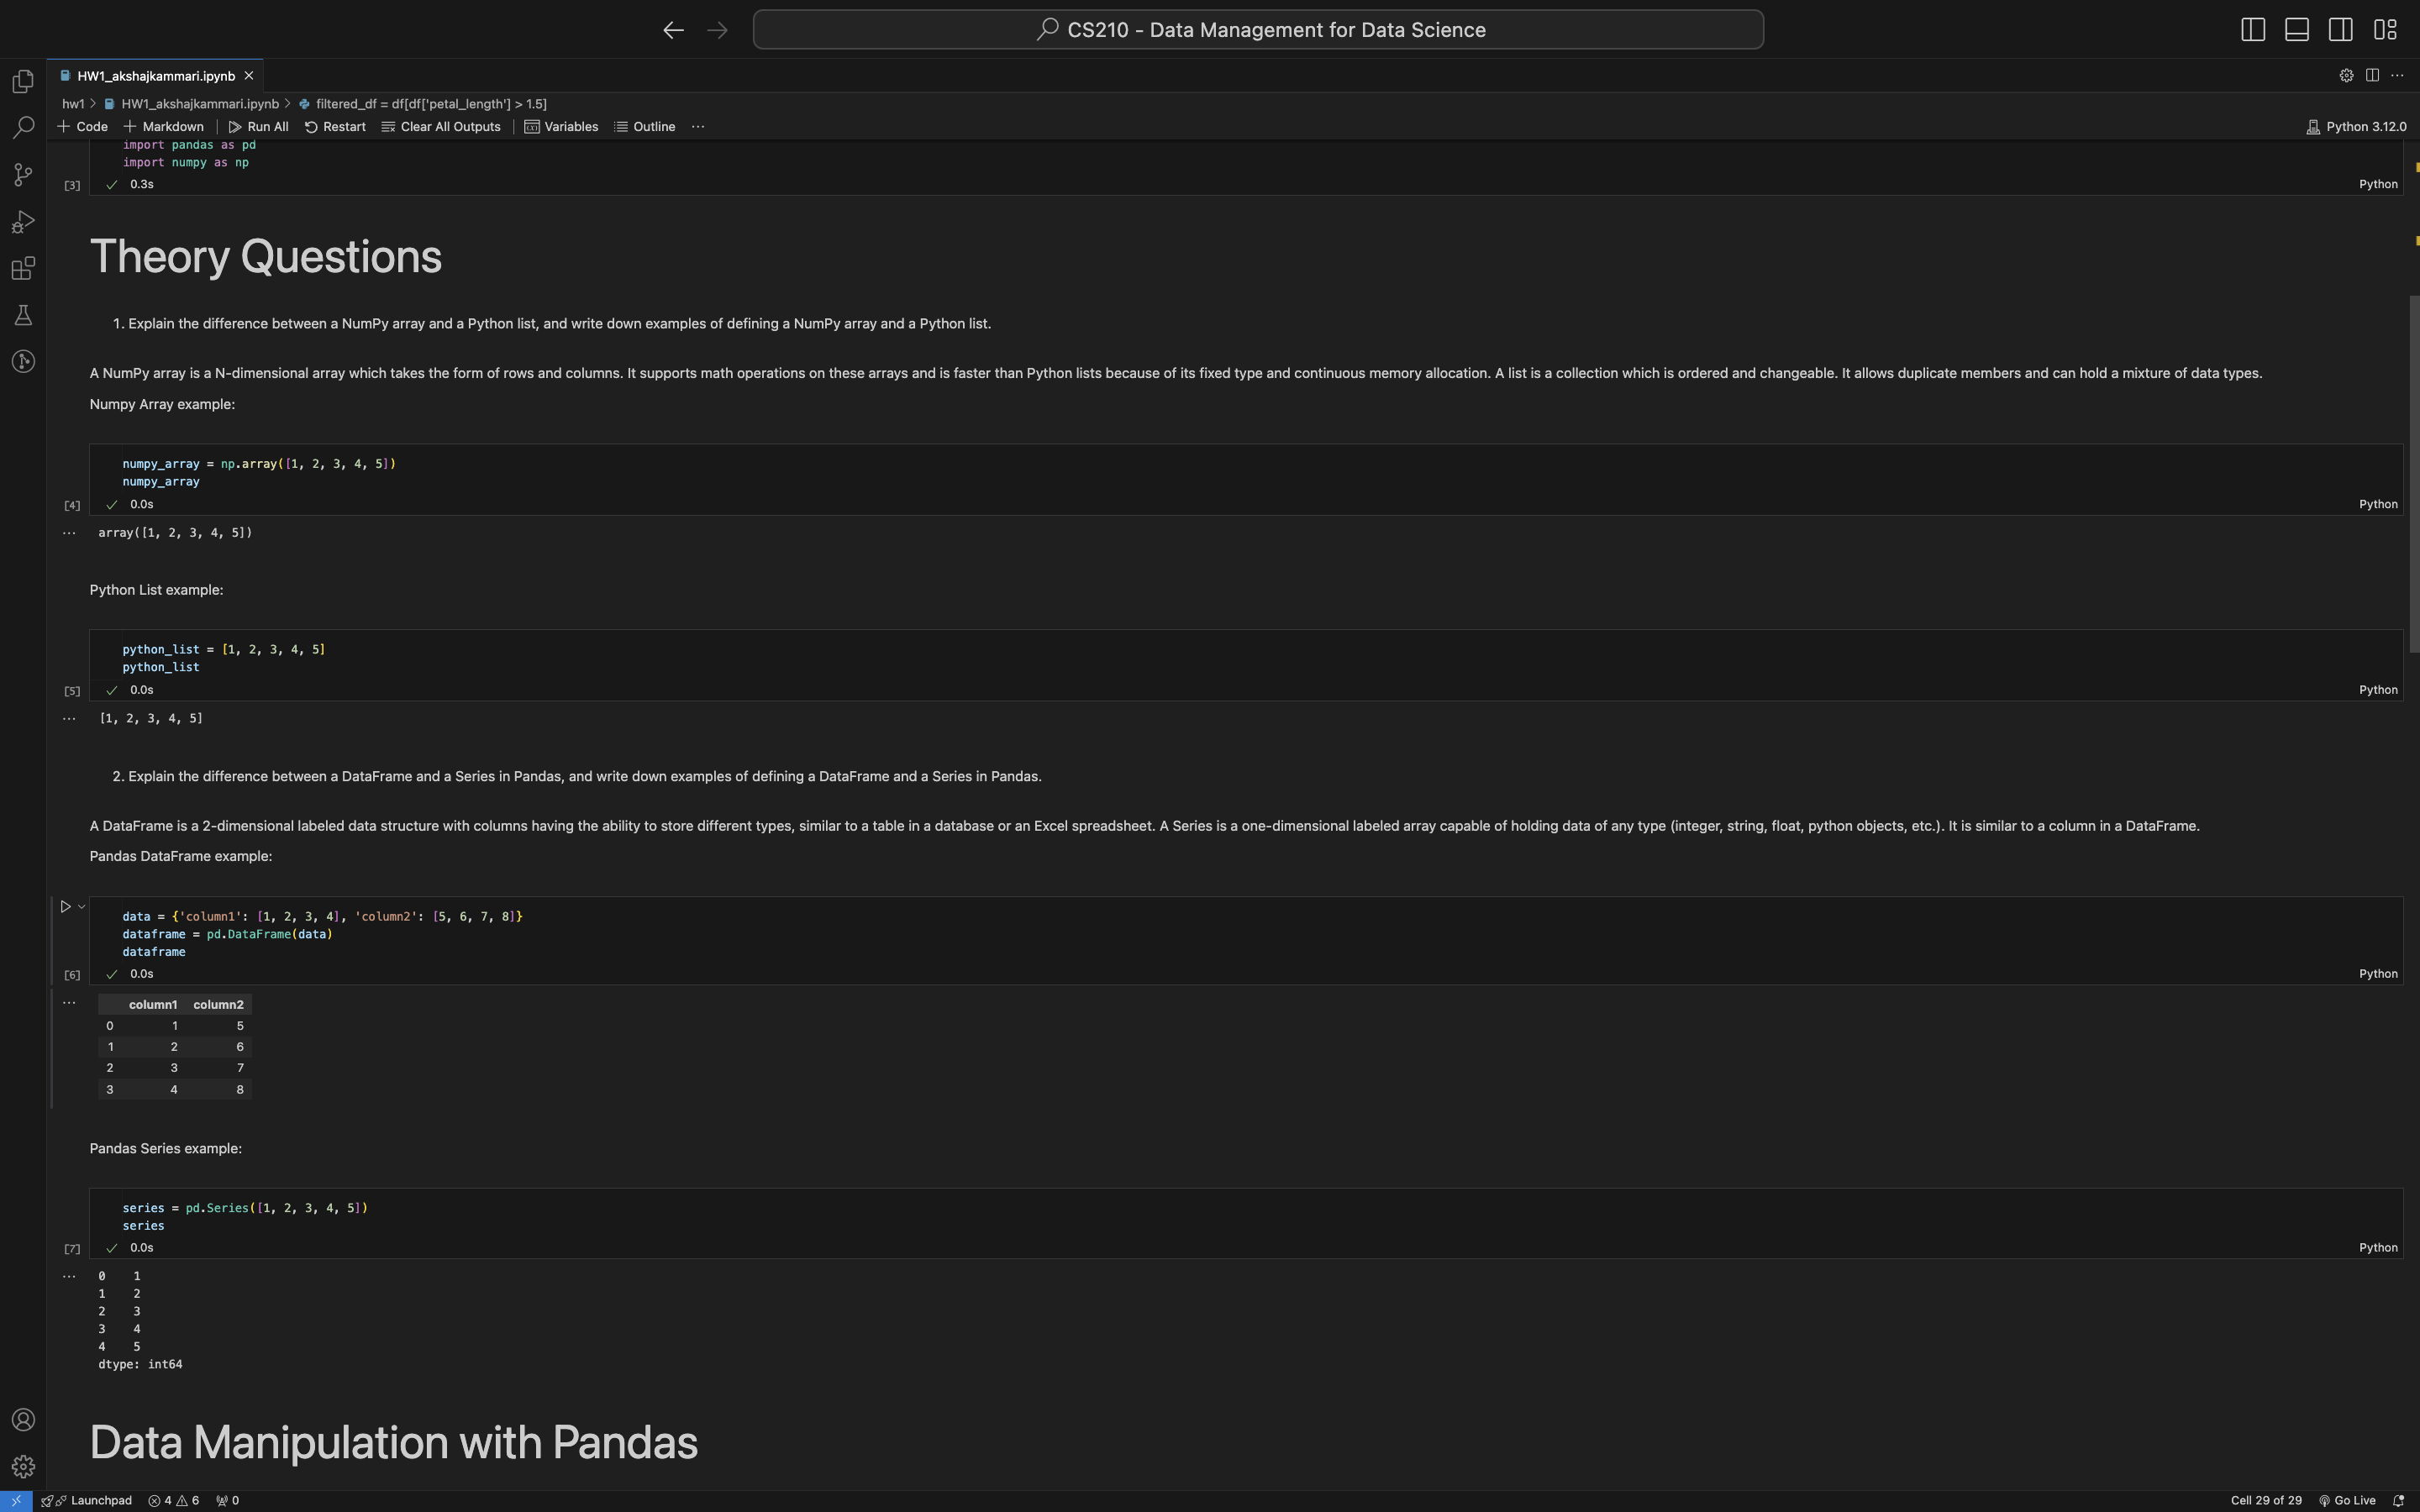 CS210 - Data Management for Data Science
HW1_akshajkammari.ipynb
hw1 > HW1_akshajkammari.ipynb > filtered_df = df[df['petal_length'] > 1.5]
+ Code + Markdown | Run All Restart Clear All Outputs | Variables Outline ... Python 3.12.0
import pandas as pd
import numpy as np
[3] 0.3s Python
Theory Questions
1. Explain the difference between a NumPy array and a Python list, and write down examples of defining a NumPy array and a Python list.
A NumPy array is a N-dimensional array which takes the form of rows and columns. It supports math operations on these arrays and is faster than Python lists because of its fixed type and continuous memory allocation. A list is a collection which is ordered and changeable. It allows duplicate members and can hold a mixture of data types.
Numpy Array example:
numpy_array = np.array([1, 2, 3, 4, 5])
numpy_array
[4] 0.0s Python
... array([1, 2, 3, 4, 5])
Python List example:
python_list = [1, 2, 3, 4, 5]
python_list
[5] 0.0s Python
... [1, 2, 3, 4, 5]
2. Explain the difference between a DataFrame and a Series in Pandas, and write down examples of defining a DataFrame and a Series in Pandas.
A DataFrame is a 2-dimensional labeled data structure with columns having the ability to store different types, similar to a table in a database or an Excel spreadsheet. A Series is a one-dimensional labeled array capable of holding data of any type (integer, string, float, python objects, etc.). It is similar to a column in a DataFrame.
Pandas DataFrame example:
data = {'column1': [1, 2, 3, 4], 'column2': [5, 6, 7, 8]}
dataframe = pd.DataFrame(data)
dataframe
[6] 0.0s Python
... column1 column2
0 1 5
1 2 6
2 3 7
3 4 8
Pandas Series example:
series = pd.Series([1, 2, 3, 4, 5])
series
[7] 0.0s Python
... 0 1
1 2
2 3
3 4
4 5
dtype: int64
Data Manipulation with Pandas
Launchpad 4 6 0 Cell 29 of 29 Go Live